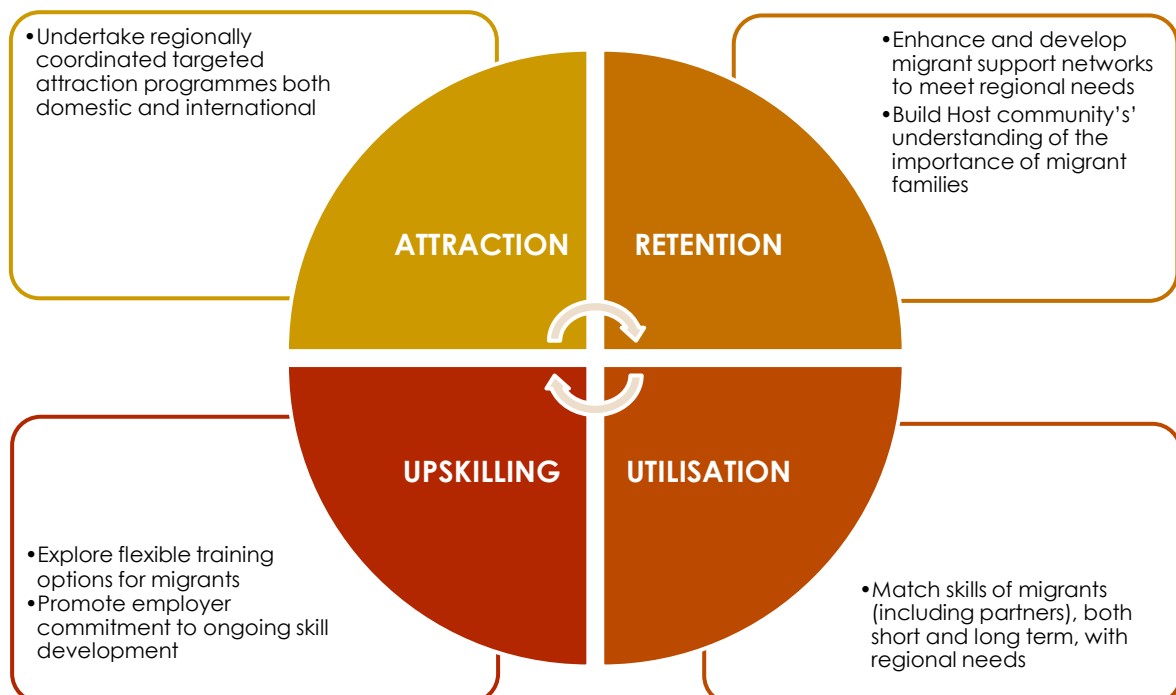 •Undertake regionally
coordinated targeted
attraction programmes both
domestic and international
•Enhance and develop
migrant support networks
to meet regional needs
•Build Host community's’
understanding of the
importance of migrant
families
ATTRACTION
RETENTION
UPSKILLING
UTILISATION
•Explore flexible training
options for migrants
•Promote employer
commitment to ongoing skill
development
•Match skills of migrants
(including partners), both
short and long term, with
regional needs